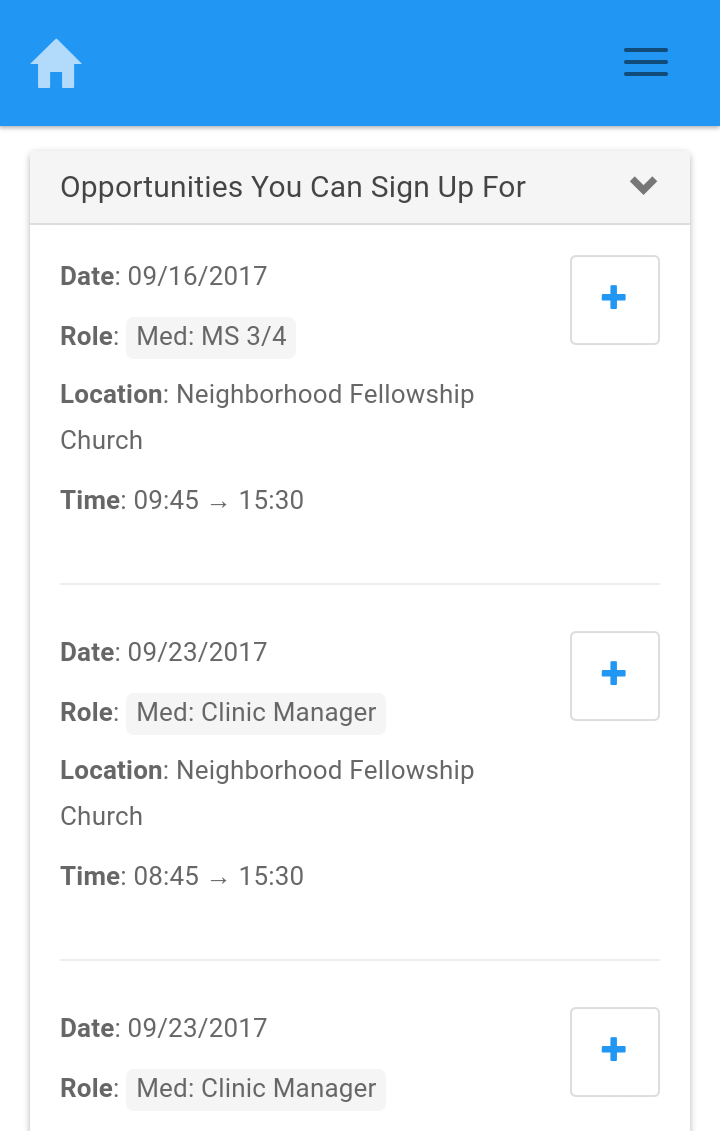 Opportunities You Can Sign Up For
Date: 09/16/2017
Role: Med: MS 3/4
Location: Neighborhood Fellowship
Church
Time: 09:45 → 15:30
Date: 09/23/2017
Role: Med: Clinic Manager
Location: Neighborhood Fellowship
Church
Time: 08:45 → 15:30
Date: 09/23/2017
Role: Med: Clinic Manager